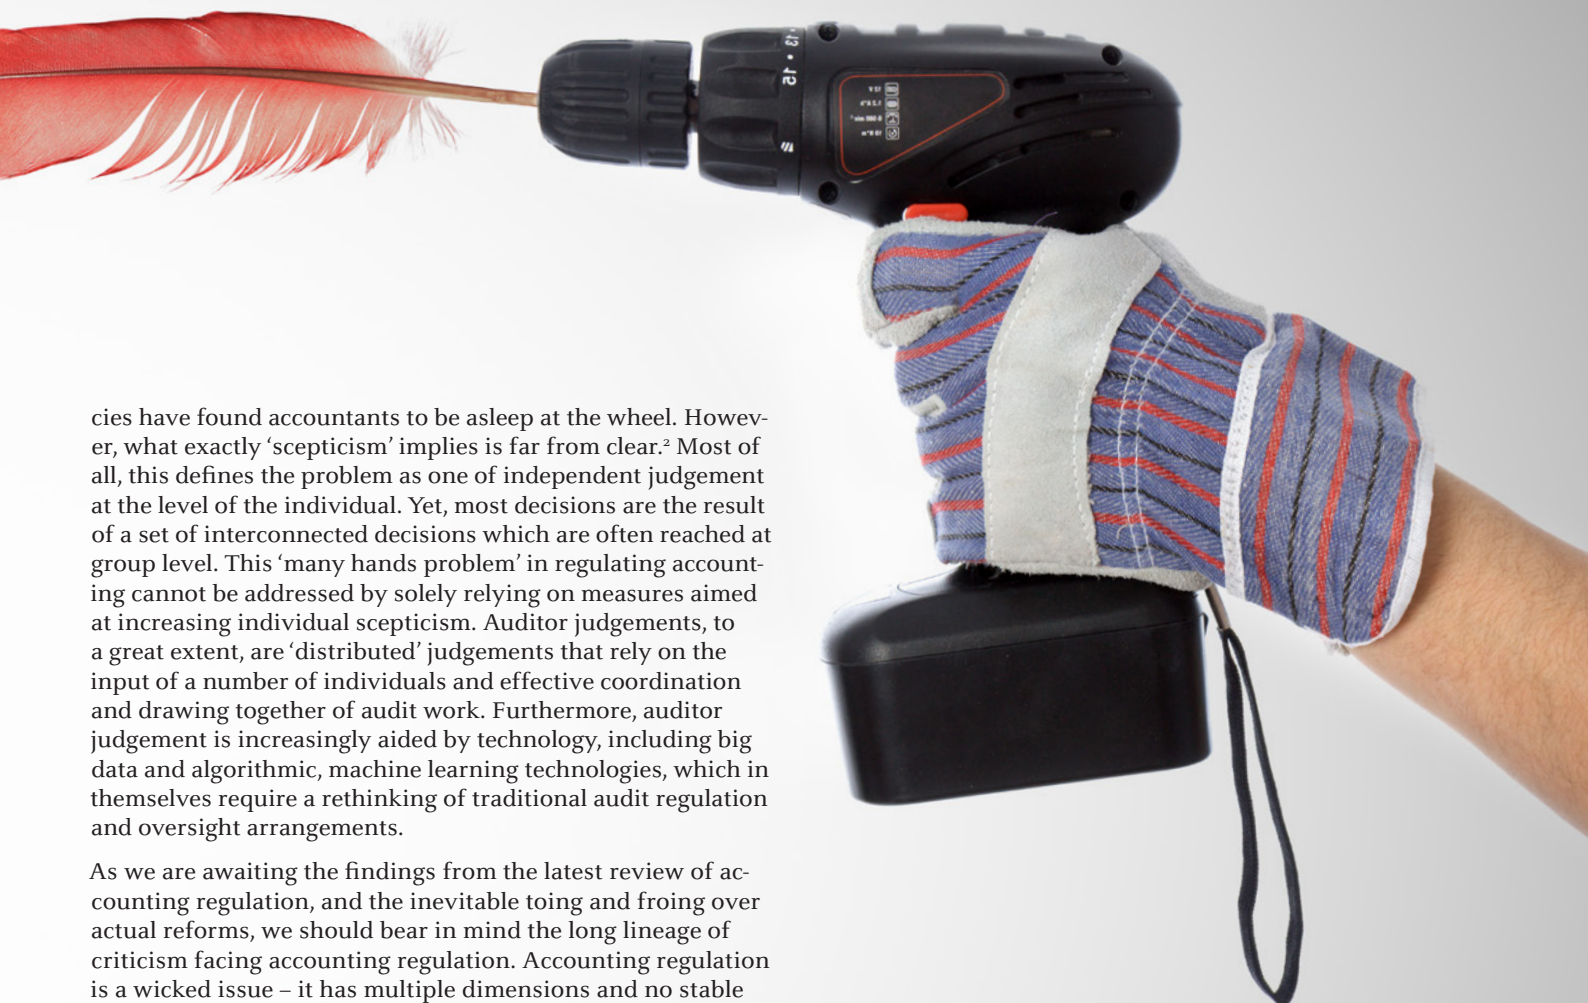 cies have found accountants to be asleep at the wheel. Howev-
er, what exactly ‘scepticism’ implies is far from clear.² Most of
all, this defines the problem as one of independent judgement
at the level of the individual. Yet, most decisions are the result
of a set of interconnected decisions which are often reached at
group level. This ‘many hands problem’ in regulating account-
ing cannot be addressed by solely relying on measures aimed
at increasing individual scepticism. Auditor judgements, to
a great extent, are ‘distributed’ judgements that rely on the
input of a number of individuals and effective coordination
and drawing together of audit work. Furthermore, auditor
judgement is increasingly aided by technology, including big
data and algorithmic, machine learning technologies, which in
themselves require a rethinking of traditional audit regulation
and oversight arrangements.
As we are awaiting the findings from the latest review of ac-
counting regulation, and the inevitable toing and froing over
actual reforms, we should bear in mind the long lineage of
criticism facing accounting regulation. Accounting regulation
is a wicked issue – it has multiple dimensions and no stable
13 • 15